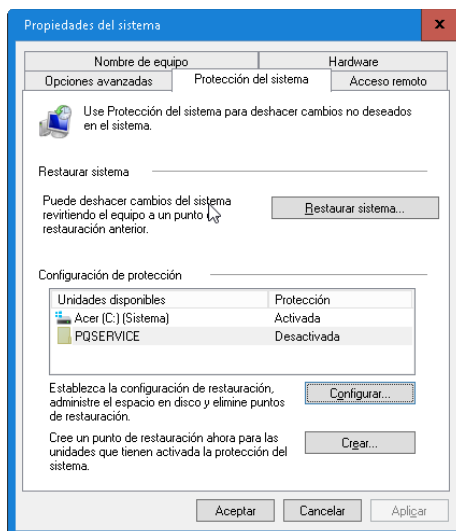 Propiedades del sistema
x
Nombre de equipo
Hardware
Opciones avanzadas
Protección del sistema
Acceso remoto
Use Protección del sistema para deshacer cambios no deseados
en el sistema.
Restaurar sistema
Puede deshacer cambios del sistema
revirtiendo el equipo a un punto de
restauración anterior.
Restaurar sistema...
Configuración de protección
Unidades disponibles
Protección
Acer (C:) (Sistema)
Activada
PQSERVICE
Desactivada
Establezca la configuración de restauración,
administre el espacio en disco y elimine puntos
de restauración.
Configurar...
Cree un punto de restauración ahora para las
unidades que tienen activada la protección del
sistema.
Crear...
Aceptar
Cancelar
Aplicar